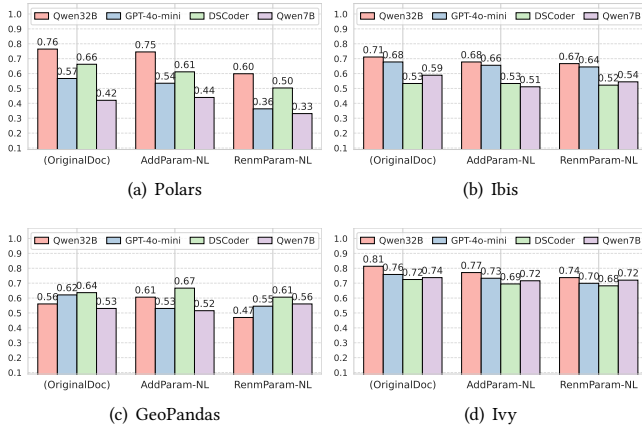 Qwen32B GPT-4o-mini DSCoder Qwen7B
1.0
0.9
0.8
0.7
0.6
0.5
0.4
0.3
0.2
0.1
0.76 0.57 0.66 0.42
0.75 0.54 0.61 0.44
0.60 0.36 0.50 0.33
(OriginalDoc) AddParam-NL RenmParam-NL
(a) Polars
Qwen32B GPT-4o-mini DSCoder Qwen7B
1.0
0.9
0.8
0.7
0.6
0.5
0.4
0.3
0.2
0.1
0.71 0.68 0.53 0.59
0.68 0.66 0.53 0.51
0.67 0.64 0.52 0.54
(OriginalDoc) AddParam-NL RenmParam-NL
(b) Ibis
Qwen32B GPT-4o-mini DSCoder Qwen7B
1.0
0.9
0.8
0.7
0.6
0.5
0.4
0.3
0.2
0.1
0.56 0.62 0.64 0.53
0.61 0.53 0.67 0.52
0.47 0.55 0.61 0.56
(OriginalDoc) AddParam-NL RenmParam-NL
(c) GeoPandas
Qwen32B GPT-4o-mini DSCoder Qwen7B
1.0
0.9
0.8
0.7
0.6
0.5
0.4
0.3
0.2
0.1
0.81 0.76 0.72 0.74
0.77 0.73 0.69 0.72
0.74 0.70 0.68 0.72
(OriginalDoc) AddParam-NL RenmParam-NL
(d) Ivy